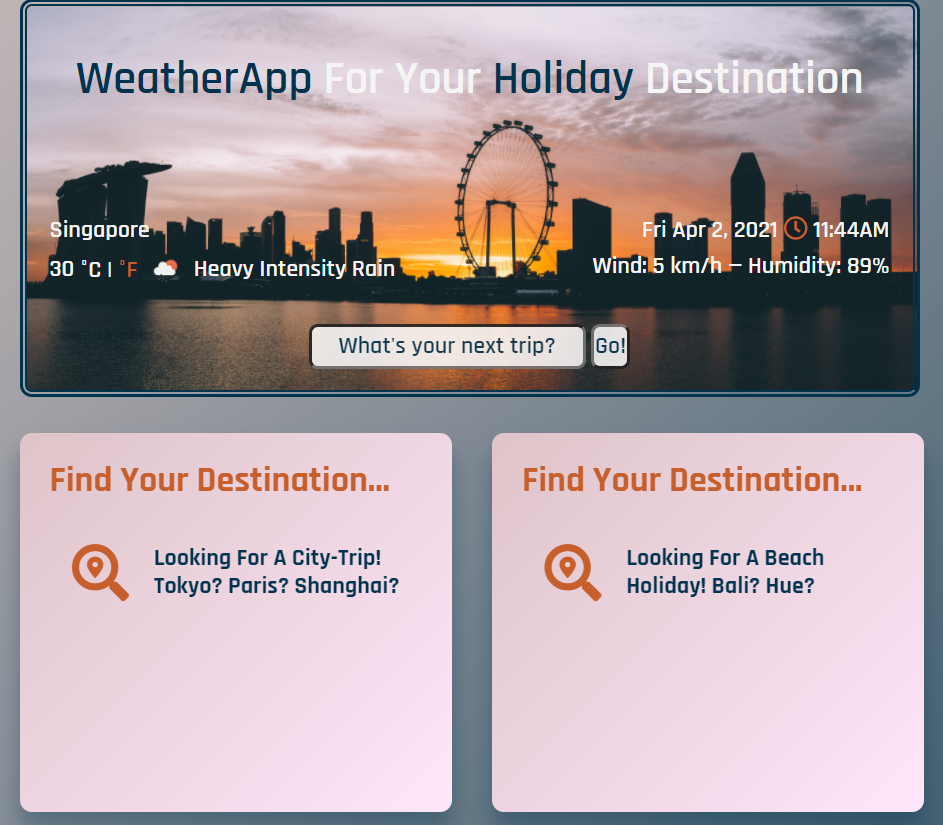 WeatherApp For Your Holiday Destination
Singapore
Fri Apr 2, 2021 11:44AM
30 °C | °F Heavy Intensity Rain
Wind: 5 km/h – Humidity: 89%
What's your next trip? Go!
Find Your Destination...
Looking For A City-Trip!
Tokyo? Paris? Shanghai?
Find Your Destination...
Looking For A Beach
Holiday! Bali? Hue?